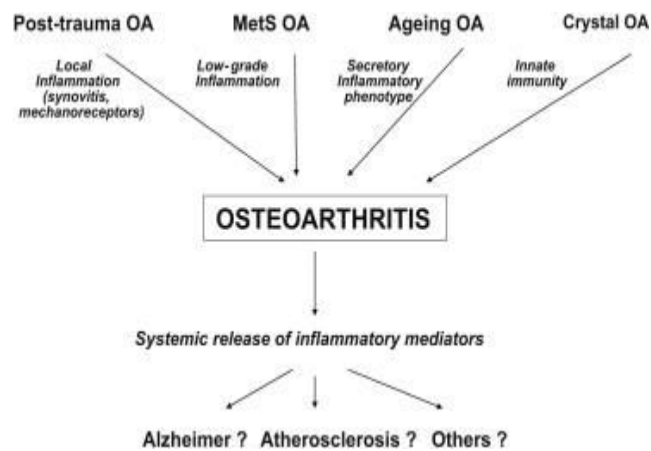 Post-trauma OA MetS OA Ageing OA Crystal OA
Local
Inflammation
(synovitis,
mechanoreceptors)
Low-grade
Inflammation
Secretory
Inflammatory
phenotype
Innate
immunity
OSTEOARTHRITIS
Systemic release of inflammatory mediators
Alzheimer ? Atherosclerosis ? Others ?